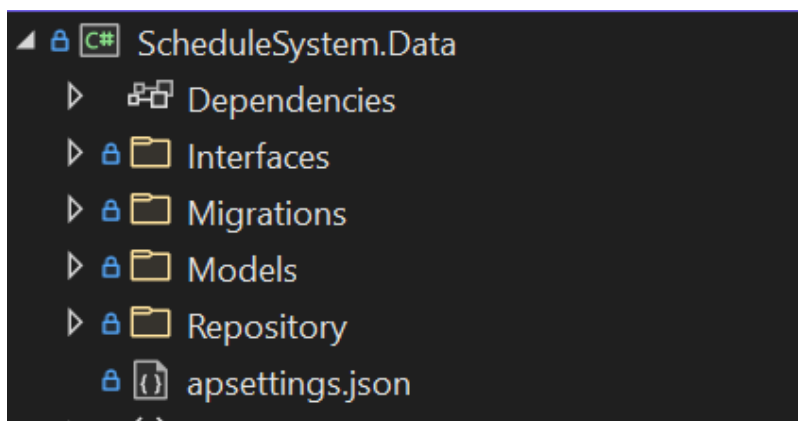 C# ScheduleSystem.Data
Dependencies
Interfaces
Migrations
Models
Repository
apsettings.json